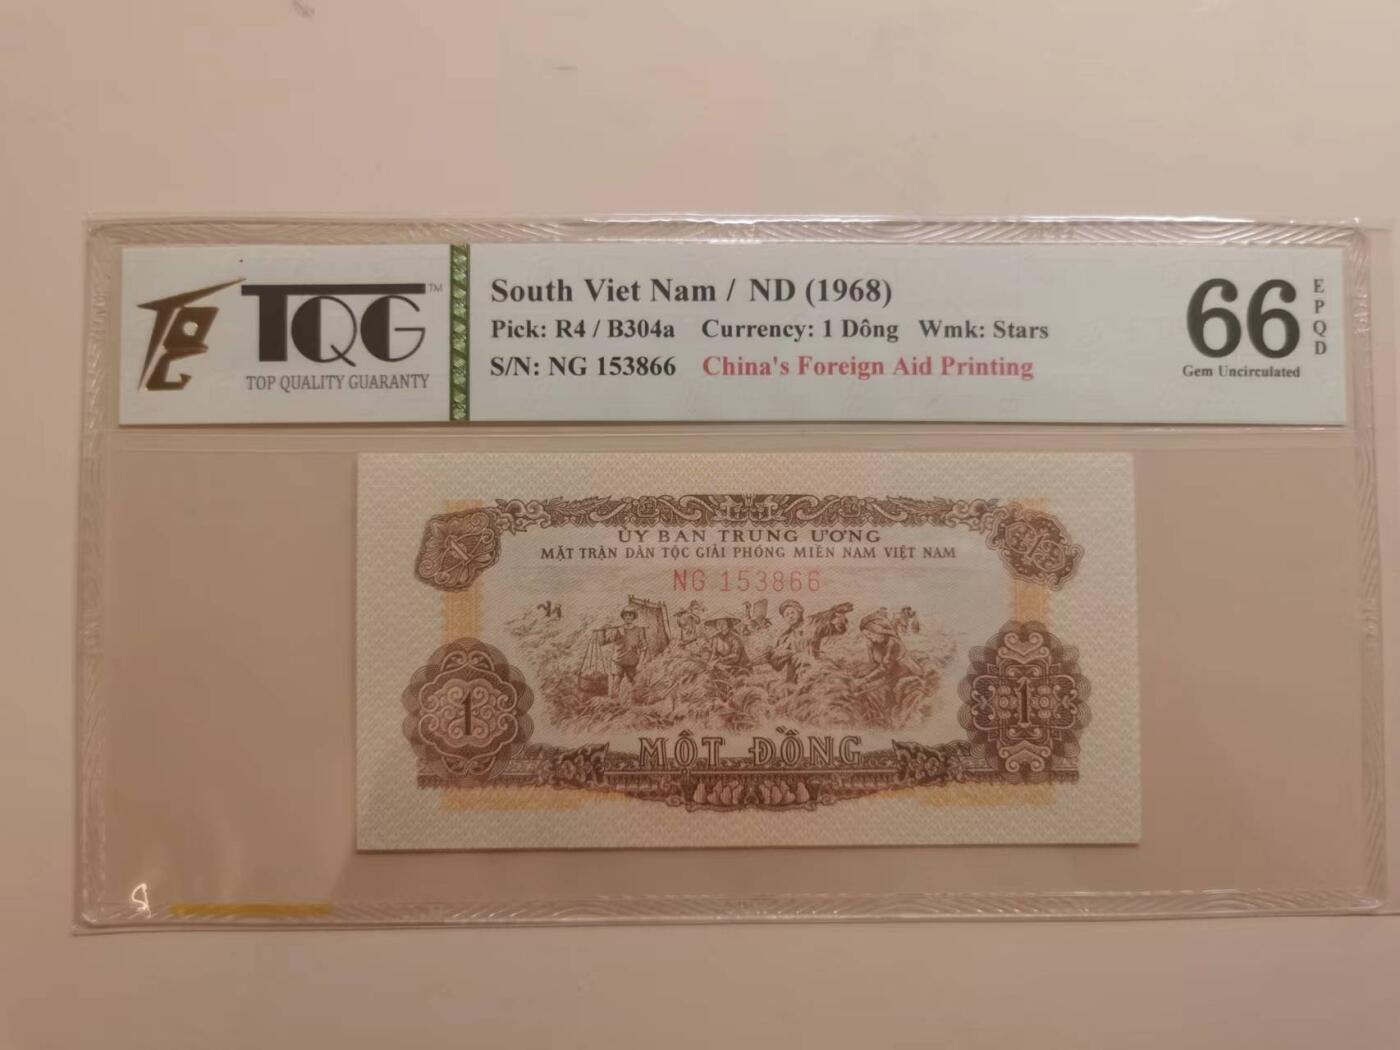 TQG™
TOP QUALITY GUARANTY
South Viet Nam / ND (1968)
Pick: R4 / B304a Currency: 1 Dông Wmk: Stars
S/N: NG 153866 China's Foreign Aid Printing
66
EPQD
Gem Uncirculated
ỦY BAN TRUNG ƯƠNG
MẶT TRẬN DÂN TỘC GIẢI PHÓNG MIỀN NAM VIỆT NAM
NG 153866
1
1
1
MỘT ĐỒNG